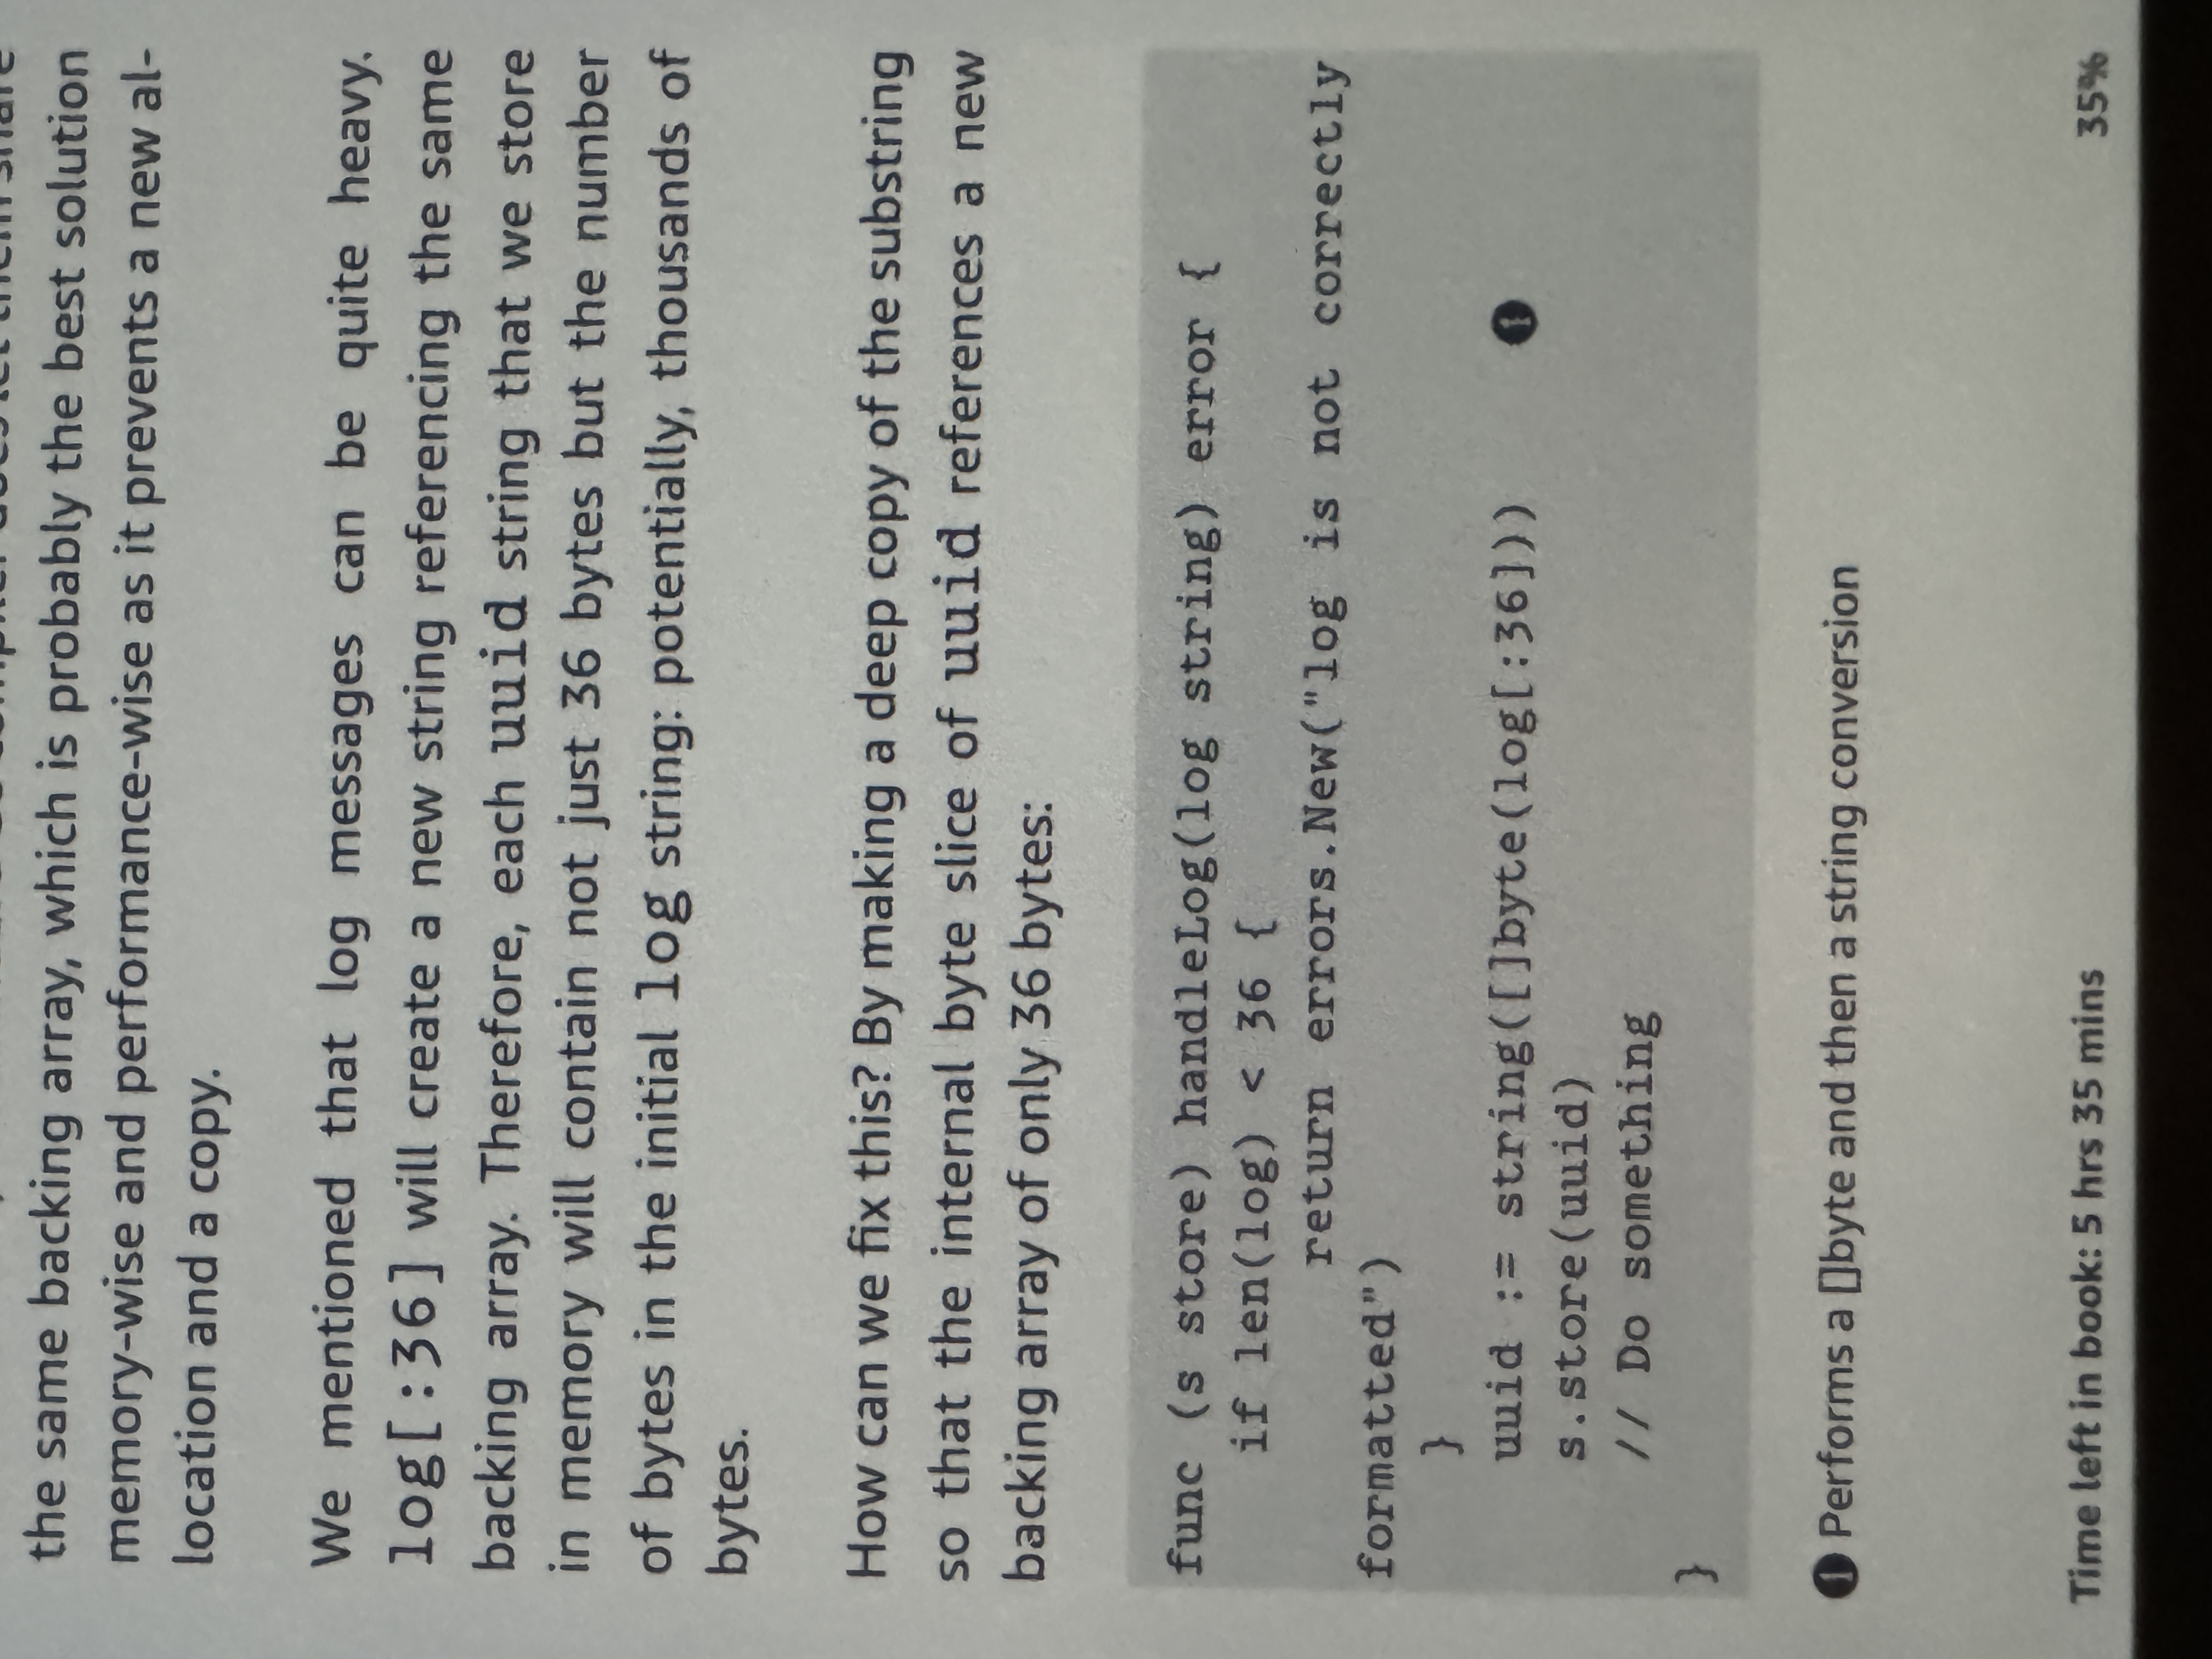 the same backing array, which is probably the best solution
memory-wise and performance-wise as it prevents a new al-
location and a copy.
We mentioned that log messages can be quite heavy.
log[:36] will create a new string referencing the same
backing array. Therefore, each uuid string that we store
in memory will contain not just 36 bytes but the number
of bytes in the initial log string: potentially, thousands of
bytes.
How can we fix this? By making a deep copy of the substring
so that the internal byte slice of uuid references a new
backing array of only 36 bytes:
func (s store) handleLog(log string) error {
    if len(log) < 36 {
        return errors.New("log is not correctly
formatted")
    }
    uuid := string([]byte(log[:36]))    ❶
    s.store(uuid)
    // Do something
}
❶ Performs a []byte and then a string conversion
Time left in book: 5 hrs 35 mins 35%